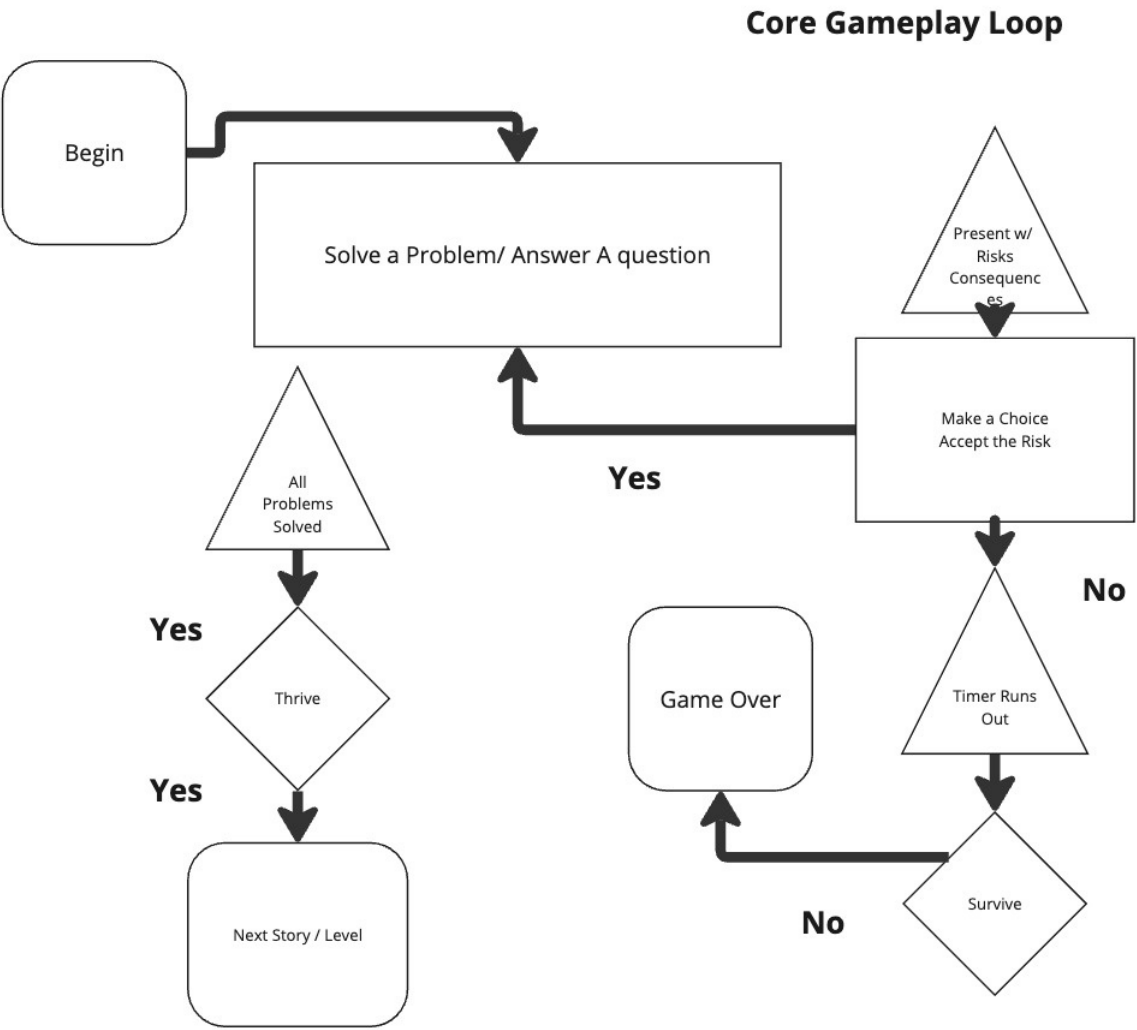 Core Gameplay Loop
Begin
Solve a Problem/ Answer A question
Present w/
Risks
Consequenc
es
Make a Choice
Accept the Risk
Yes
All
Problems
Solved
No
Yes
Thrive
Game Over
Timer Runs
Out
Yes
Survive
No
Next Story / Level